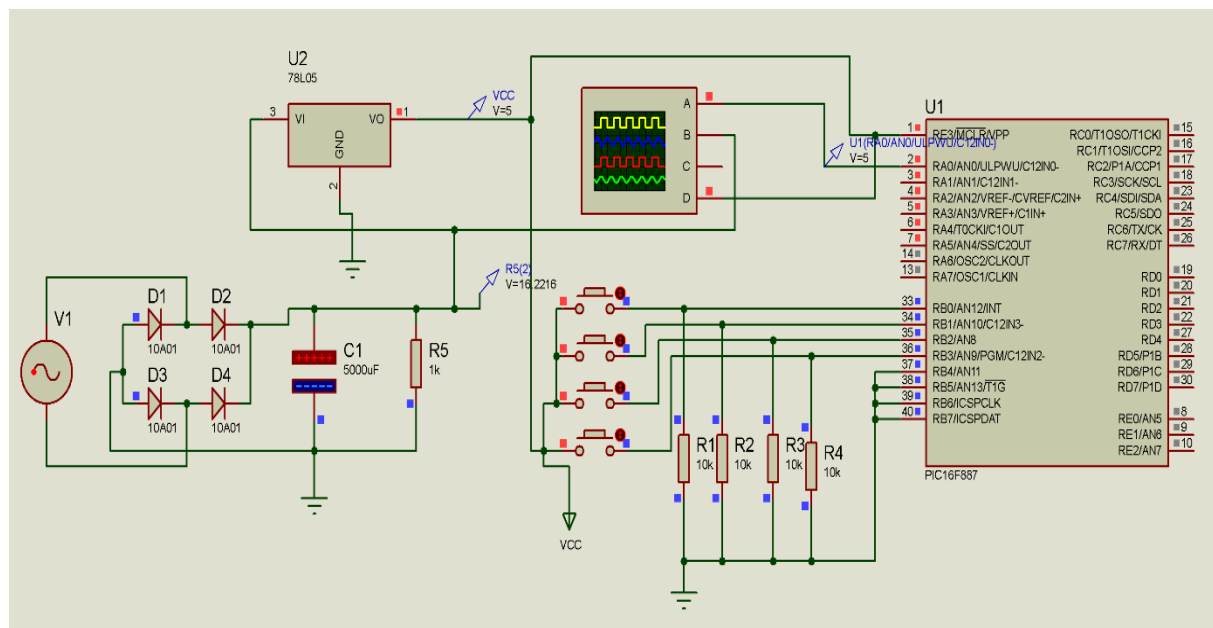 U2
78L05
3
VI
VO
1
GND
2
VCC
V=5
A
B
C
D
U1(RA0/AN0/ULPWU/C12IN0-)
V=5
U1
1
RE3/MCLR/VPP
2
RA0/AN0/ULPWU/C12IN0-
3
RA1/AN1/C12IN1-
4
RA2/AN2/VREF-/CVREF/C2IN+
5
RA3/AN3/VREF+/C1IN+
6
RA4/T0CKI/C1OUT
7
RA5/AN4/SS/C2OUT
14
RA6/OSC2/CLKOUT
13
RA7/OSC1/CLKIN
33
RB0/AN12/INT
34
RB1/AN10/C12IN3-
35
RB2/AN8
36
RB3/AN9/PGM/C12IN2-
37
RB4/AN11
38
RB5/AN13/T1G
39
RB6/ICSPCLK
40
RB7/ICSPDAT
RC0/T1OSO/T1CKI
15
RC1/T1OSI/CCP2
16
RC2/P1A/CCP1
17
RC3/SCK/SCL
18
RC4/SDI/SDA
23
RC5/SDO
24
RC6/TX/CK
25
RC7/RX/DT
26
RD0
19
RD1
20
RD2
21
RD3
22
RD4
27
RD5/P1B
28
RD6/P1C
29
RD7/P1D
30
RE0/AN5
8
RE1/AN6
9
RE2/AN7
10
PIC16F887
R5(2)
V=16.2216
V1
D1
10A01
D2
10A01
D3
10A01
D4
10A01
C1
5000uF
R5
1k
R1
10k
R2
10k
R3
10k
R4
10k
VCC